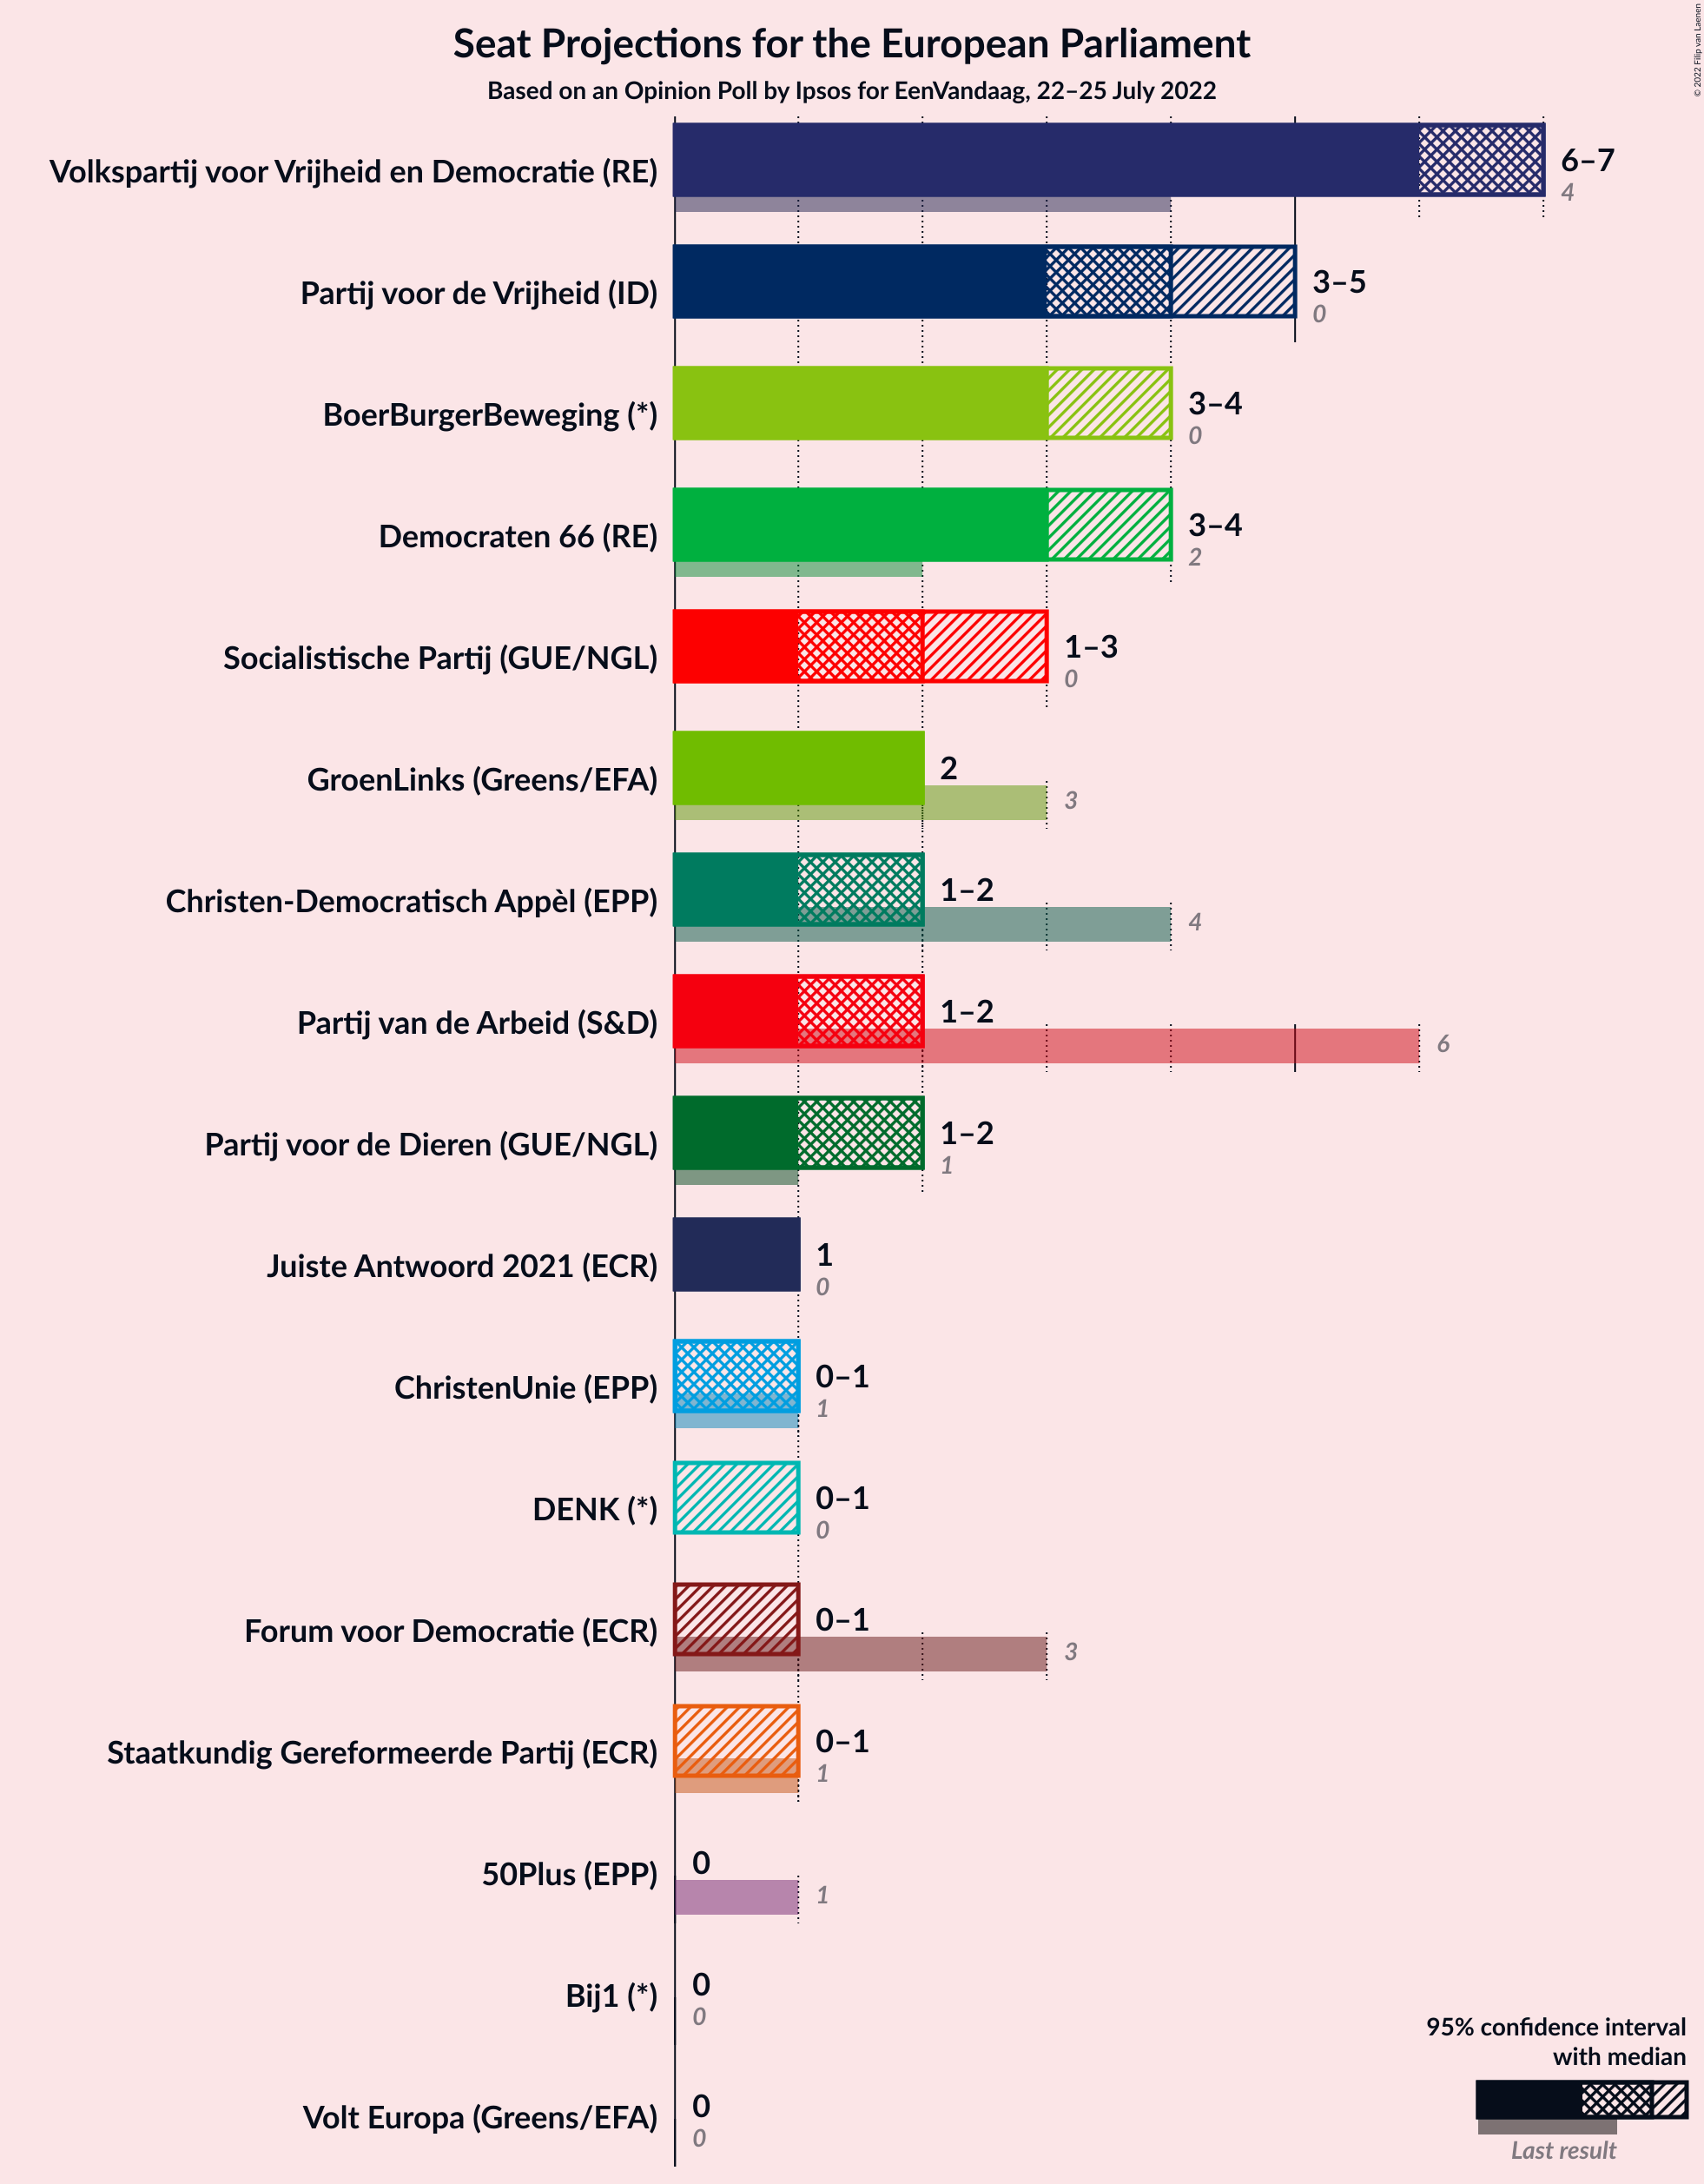 Seat Projections for the European Parliament
Based on an Opinion Poll by Ipsos for EenVandaag, 22–25 July 2022
© 2022 Filip van Laenen
Volkspartij voor Vrijheid en Democratie (RE)
6–7
4
Partij voor de Vrijheid (ID)
3–5
0
BoerBurgerBeweging (*)
3–4
0
Democraten 66 (RE)
3–4
2
Socialistische Partij (GUE/NGL)
1–3
0
GroenLinks (Greens/EFA)
2
3
Christen-Democratisch Appèl (EPP)
1–2
4
Partij van de Arbeid (S&D)
1–2
6
Partij voor de Dieren (GUE/NGL)
1–2
1
Juiste Antwoord 2021 (ECR)
1
0
ChristenUnie (EPP)
0–1
1
DENK (*)
0–1
0
Forum voor Democratie (ECR)
0–1
3
Staatkundig Gereformeerde Partij (ECR)
0–1
1
50Plus (EPP)
0
1
Bij1 (*)
0
0
Volt Europa (Greens/EFA)
0
0
95% confidence interval
with median
Last result